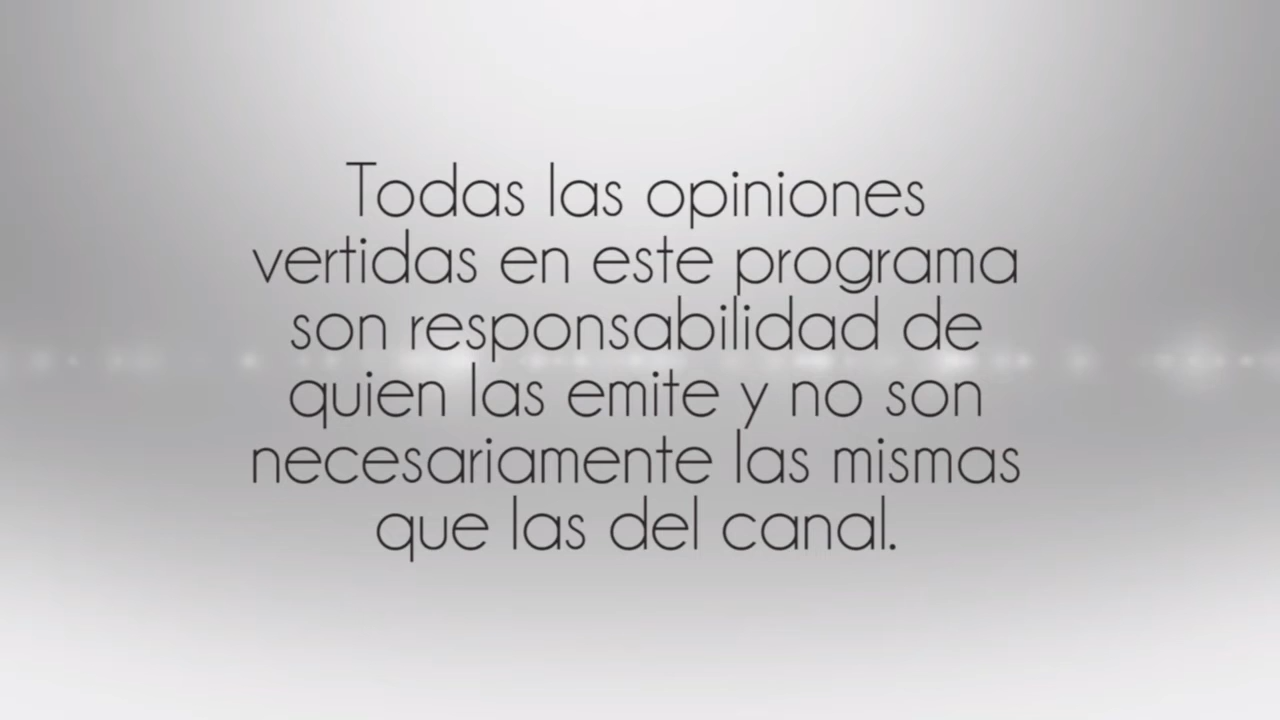 Todas las opiniones
vertidas en este programa
son responsabilidad de
quien las emite y no son
necesariamente las mismas
que las del canal.